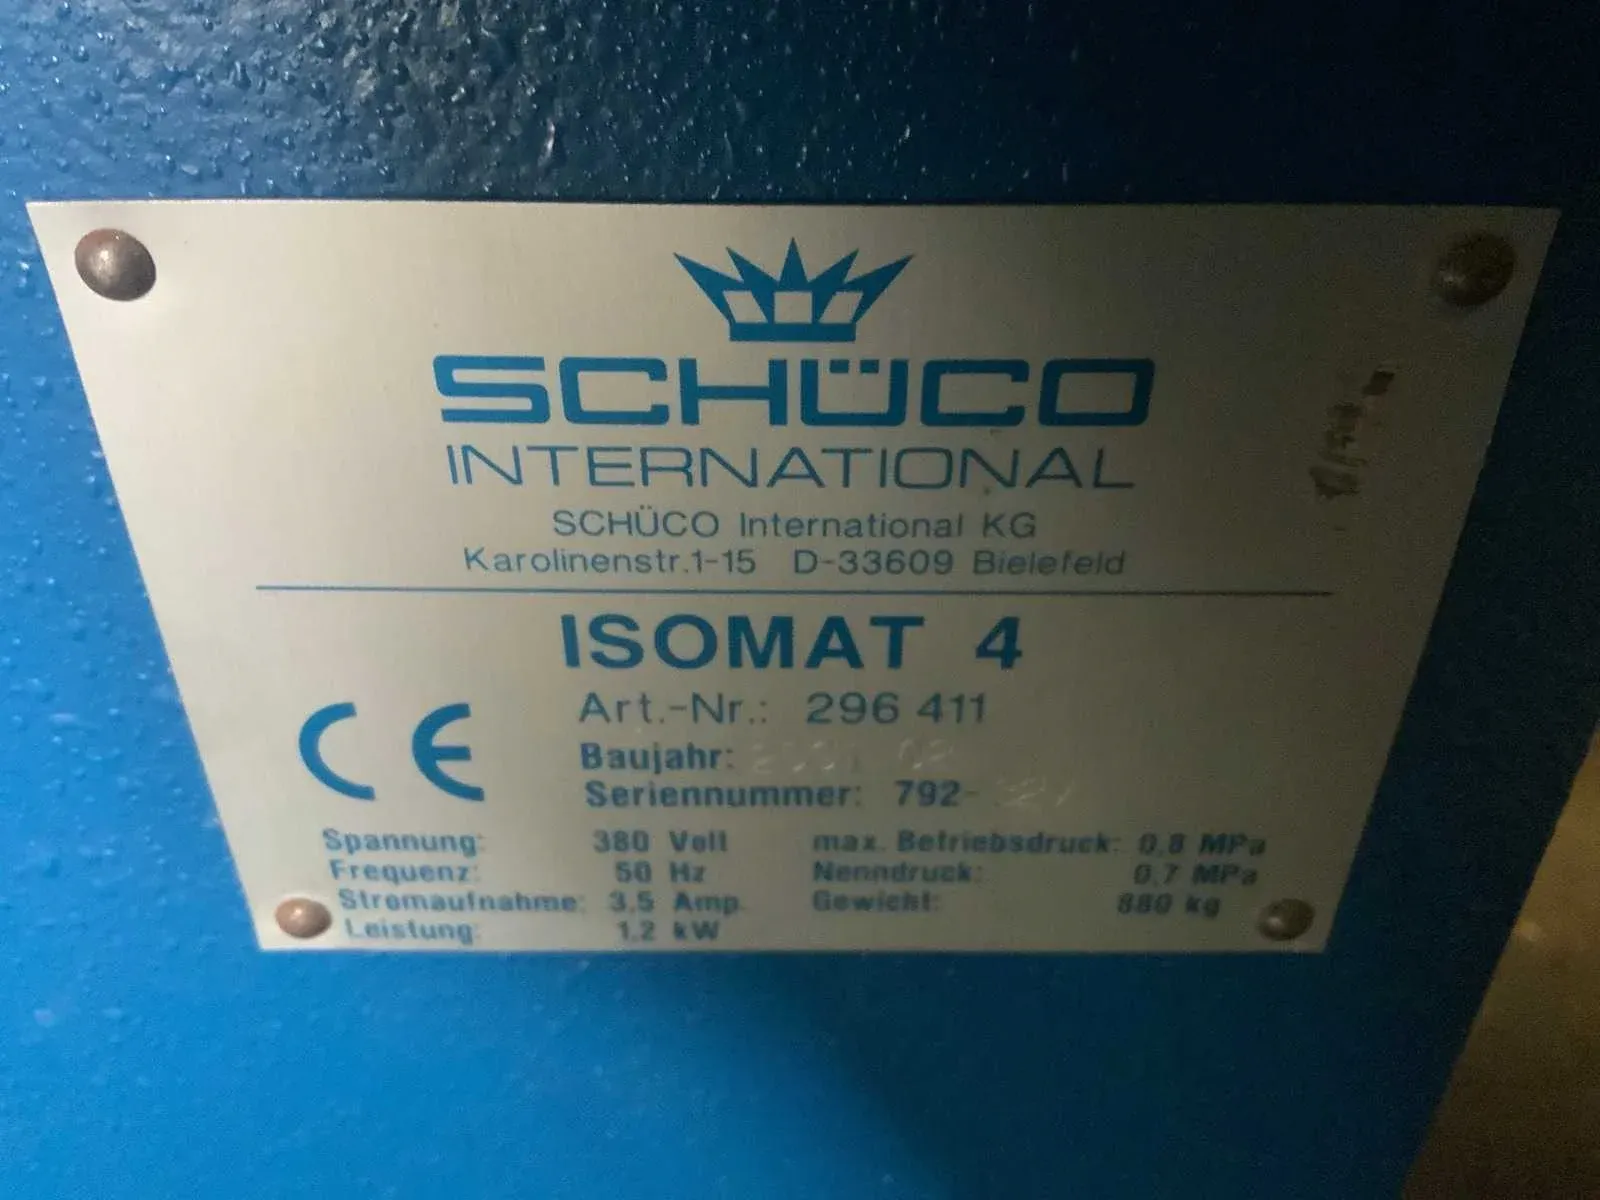 SCHÜCO
INTERNATIONAL
SCHÜCO International KG
Karolinenstr.1-15 D-33609 Bielefeld
ISOMAT 4
CE
Art.-Nr.: 296 411
Baujahr:
Seriennummer: 792-
Spannung: 380 Volt max. Betriebsdruck: 0,8 MPa
Frequenz: 50 Hz Nenndruck: 0,7 MPa
Stromaufnahme: 3,5 Amp. Gewicht: 880 kg
Leistung: 1,2 kW